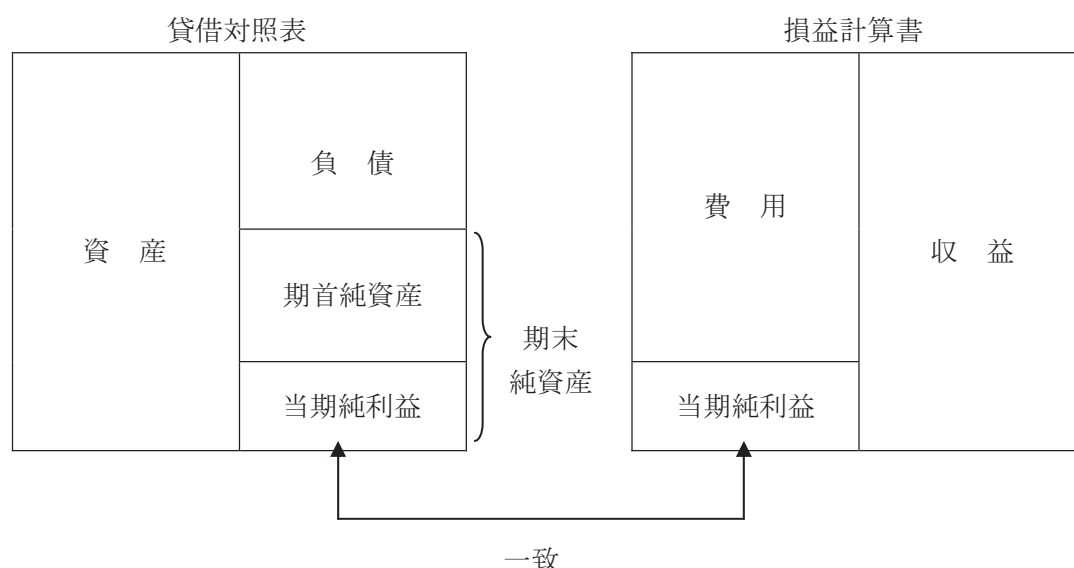 貸借対照表
資　産
負　債
期首純資産
当期純利益
期末
純資産
損益計算書
費　用
当期純利益
収　益
一致